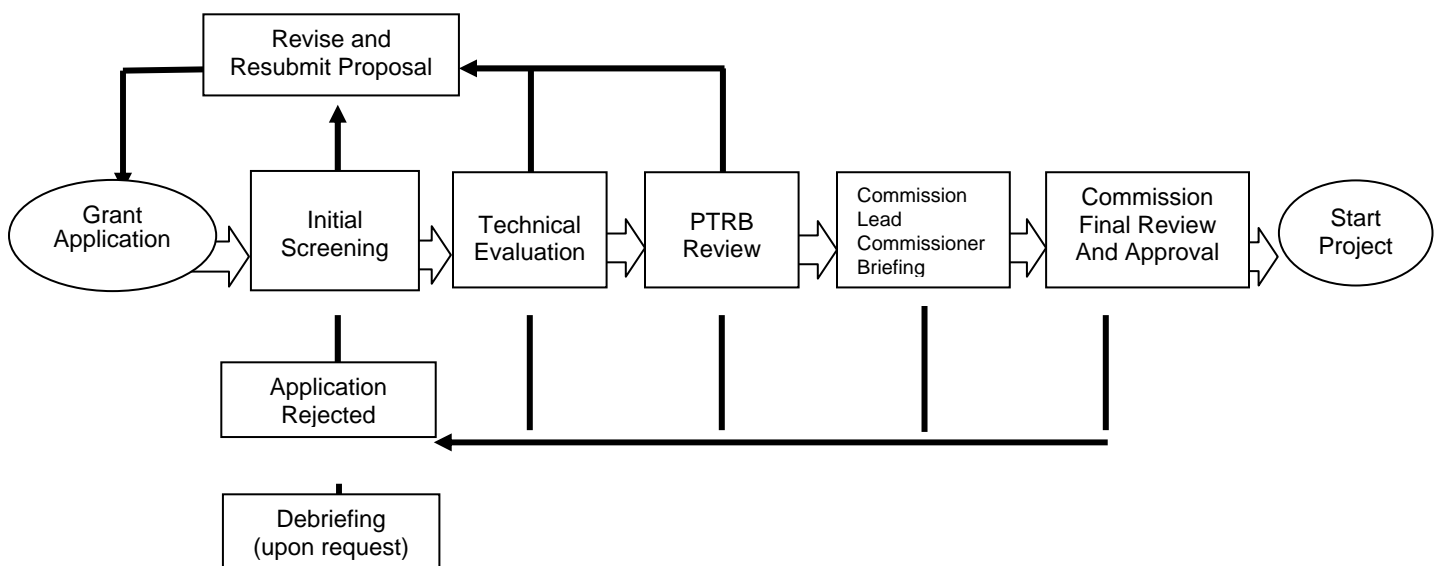 Revise and
Resubmit Proposal
Grant
Application
Initial
Screening
Technical
Evaluation
PTRB
Review
Commission
Lead
Commissioner
Briefing
Commission
Final Review
And Approval
Start
Project
Application
Rejected
Debriefing
(upon request)